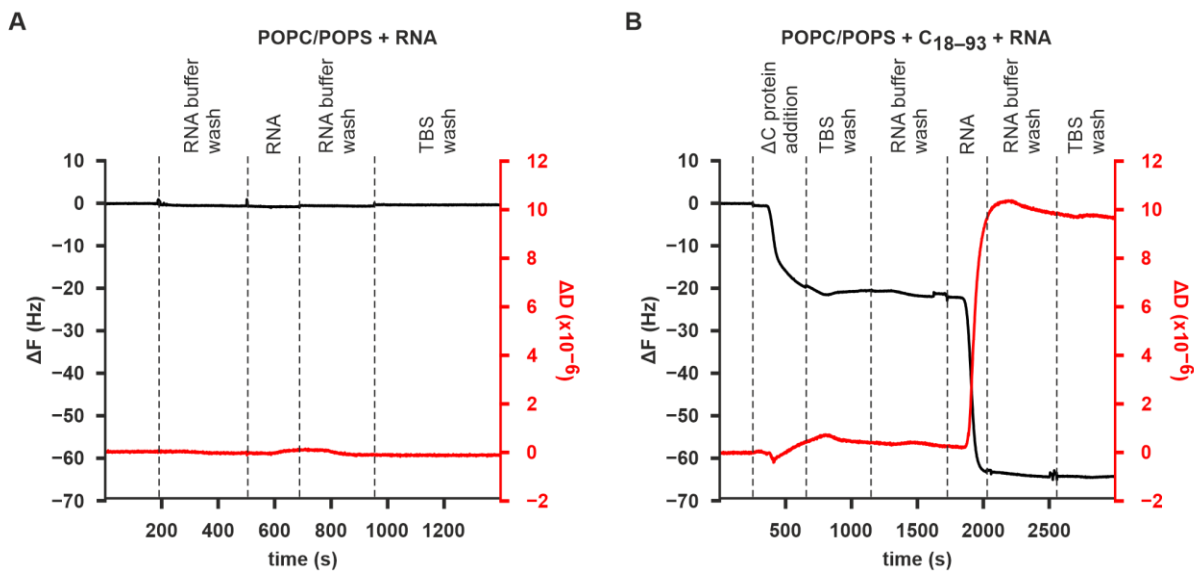 A
POPC/POPS + RNA
RNA buffer
wash
RNA
RNA buffer
wash
TBS
wash
10
0
−10
−20
−30
−40
−50
−60
−70
ΔF (Hz)
12
10
8
6
4
2
0
−2
ΔD (x10⁻⁶)
200
400
600
800
1000
1200
time (s)
B
POPC/POPS + C₁₈₋₉₃ + RNA
ΔC protein
addition
TBS
wash
RNA buffer
wash
RNA
RNA buffer
wash
TBS
wash
10
0
−10
−20
−30
−40
−50
−60
−70
ΔF (Hz)
12
10
8
6
4
2
0
−2
ΔD (x10⁻⁶)
500
1000
1500
2000
2500
time (s)